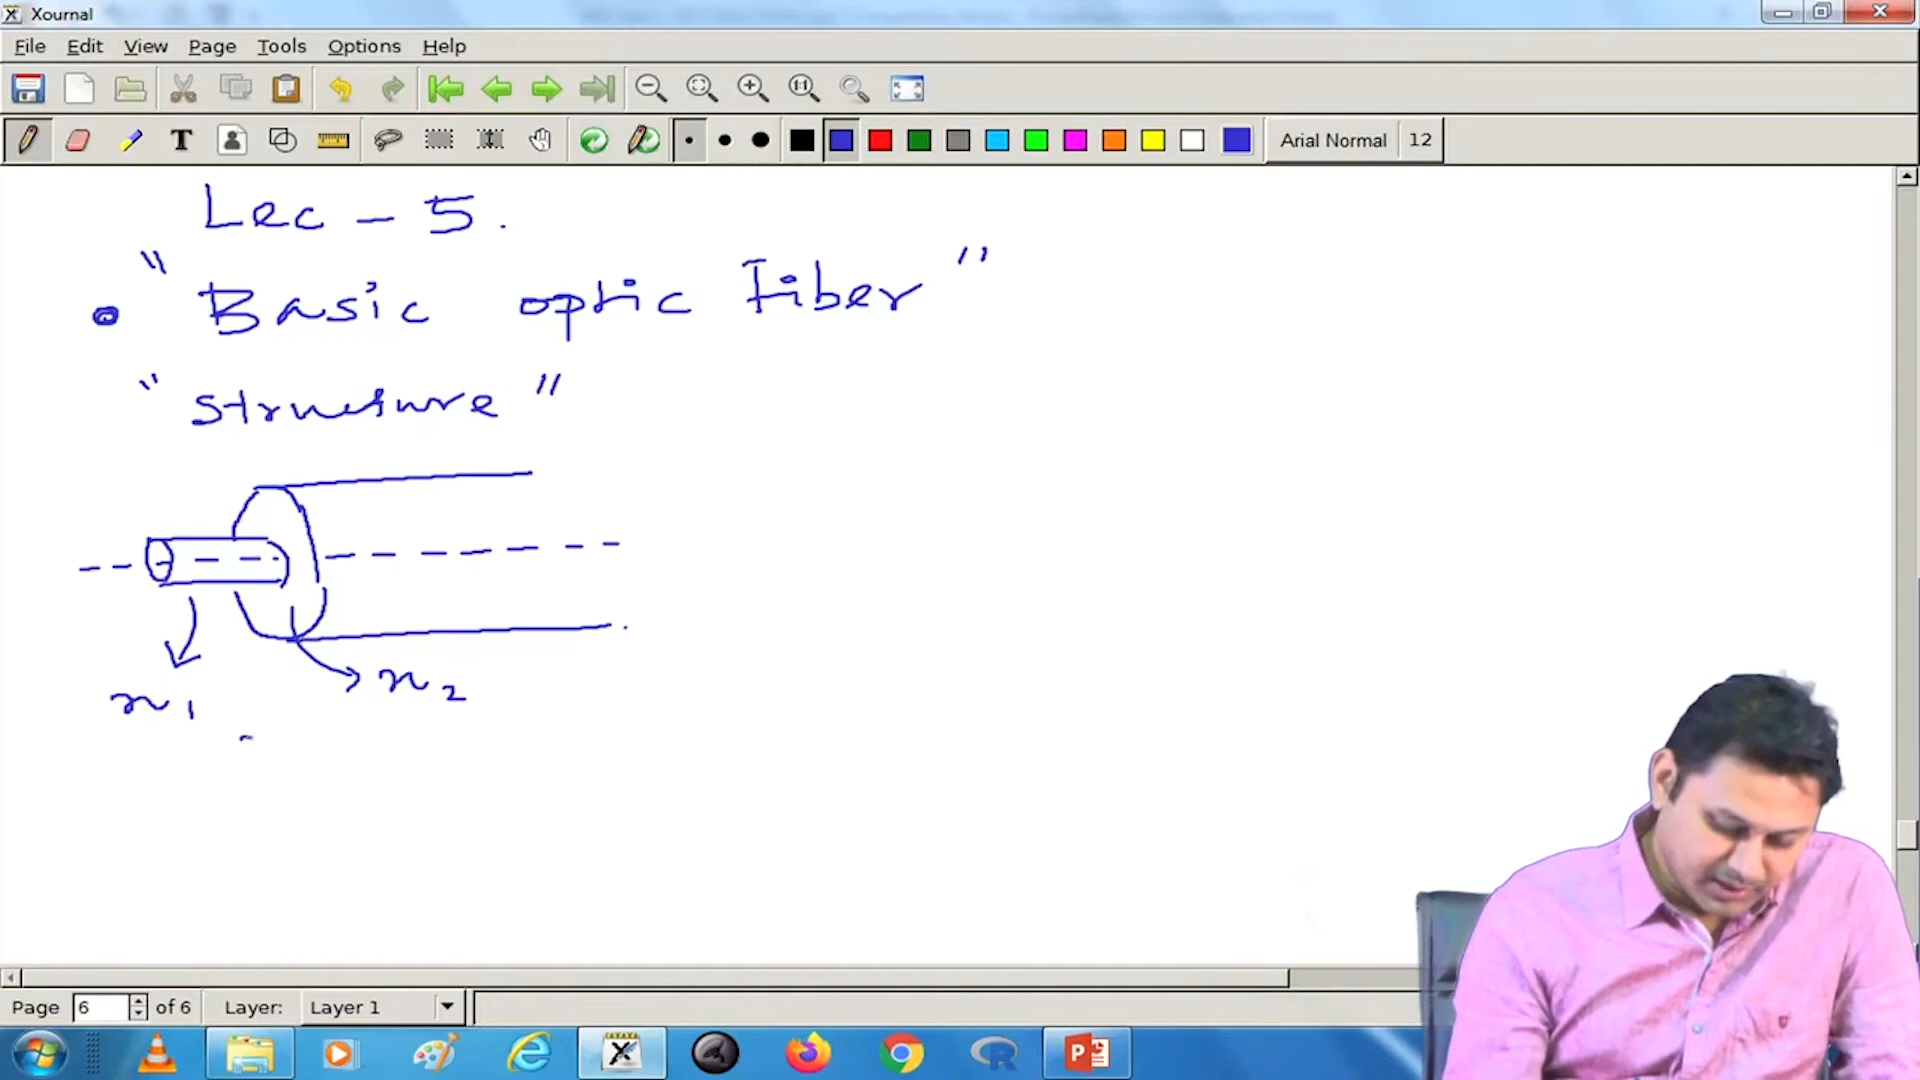 Xournal
File Edit View Page Tools Options Help
Arial Normal 12
Lec - 5.
"Basic optic Fiber"
"structure"
n1
n2
Page 6 of 6 Layer: Layer 1